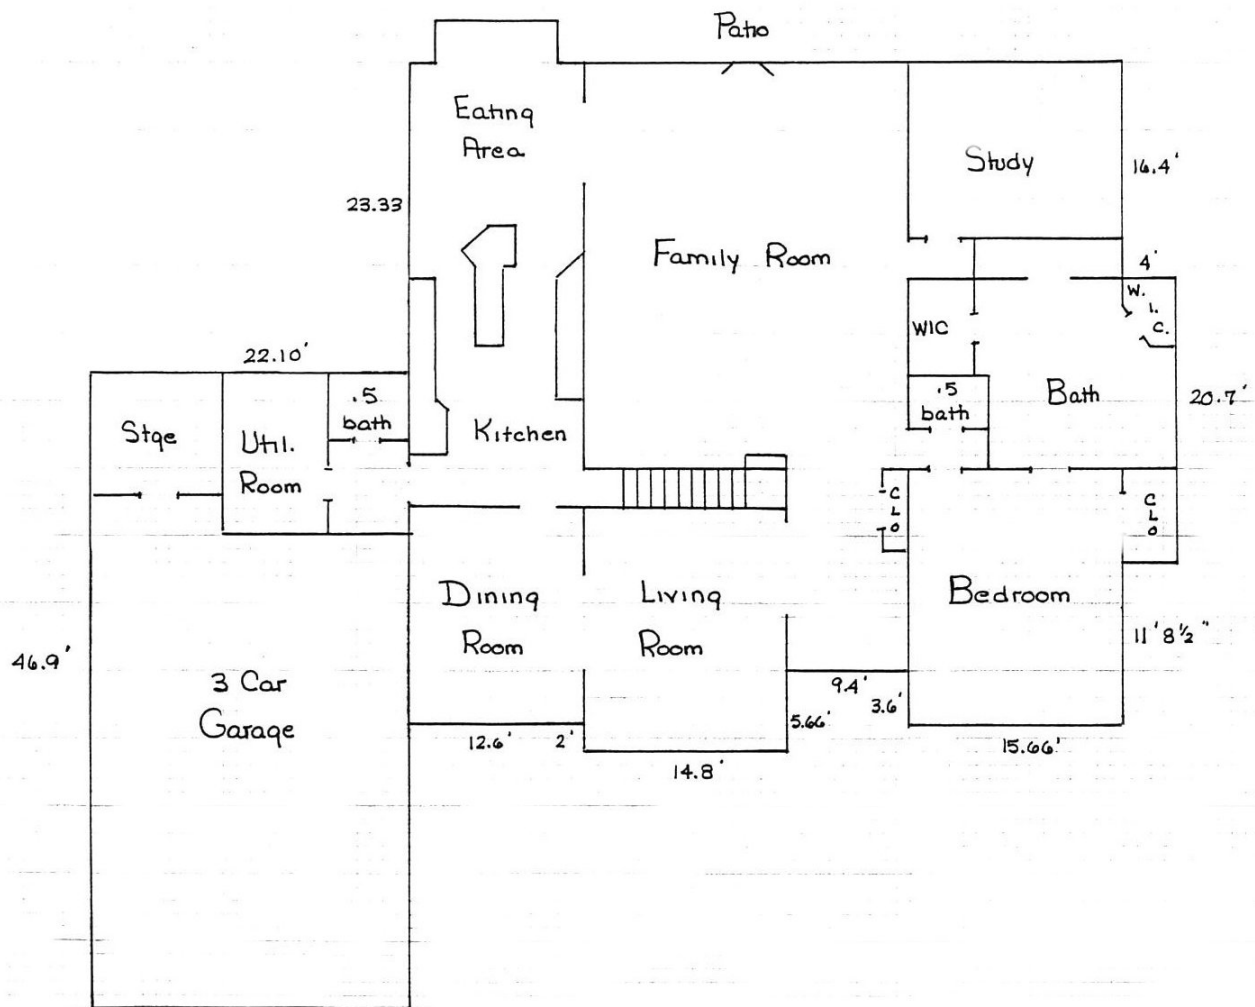 Patio
Eating
Area
Study
16.4'
23.33
Family Room
4'
W.
I.
C.
WIC
22.10'
.5
bath
.5
bath
Bath
20.7'
Stge
Util.
Room
Kitchen
CLO
CLO
Dining
Room
Living
Room
Bedroom
11' 8½"
46.9'
3 Car
Garage
9.4'
3.6'
5.66'
12.6'
2'
14.8'
15.66'